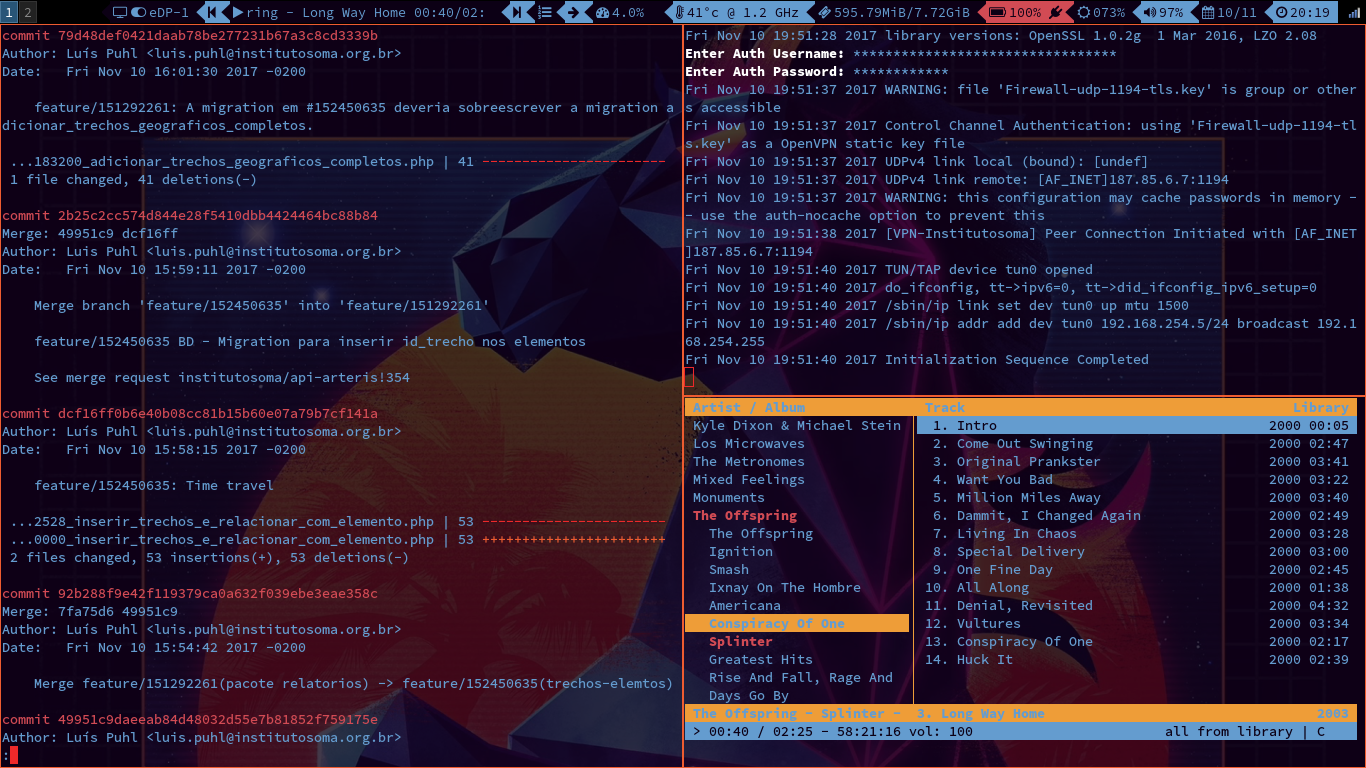 1 2 eDP-1 ring - Long Way Home 00:40/02: 4.0% 41°c @ 1.2 GHz 595.79MiB/7.72GiB 100% 073% 97% 10/11 20:19
commit 79d48def0421daab78be277231b67a3c8cd3339b
Author: Luís Puhl <luis.puhl@institutosoma.org.br>
Date:   Fri Nov 10 16:01:30 2017 -0200
feature/151292261: A migration em #152450635 deveria sobreescrever a migration a
dicionar_trechos_geograficos_completos.
...183200_adicionar_trechos_geograficos_completos.php | 41 -----------------------
1 file changed, 41 deletions(-)
commit 2b25c2cc574d844e28f5410dbb4424464bc88b84
Merge: 49951c9 dcf16ff
Author: Luís Puhl <luis.puhl@institutosoma.org.br>
Date:   Fri Nov 10 15:59:11 2017 -0200
Merge branch 'feature/152450635' into 'feature/151292261'
feature/152450635 BD - Migration para inserir id_trecho nos elementos
See merge request institutosoma/api-arteris!354
commit dcf16ff0b6e40b08cc81b15b60e07a79b7cf141a
Author: Luís Puhl <luis.puhl@institutosoma.org.br>
Date:   Fri Nov 10 15:58:15 2017 -0200
feature/152450635: Time travel
...2528_inserir_trechos_e_relacionar_com_elemento.php | 53 -----------------------
...0000_inserir_trechos_e_relacionar_com_elemento.php | 53 +++++++++++++++++++++++
2 files changed, 53 insertions(+), 53 deletions(-)
commit 92b288f9e42f119379ca0a632f039ebe3eae358c
Merge: 7fa75d6 49951c9
Author: Luís Puhl <luis.puhl@institutosoma.org.br>
Date:   Fri Nov 10 15:54:42 2017 -0200
Merge feature/151292261(pacote relatorios) -> feature/152450635(trechos-elemtos)
commit 49951c9daeeab84d48032d55e7b81852f759175e
Author: Luís Puhl <luis.puhl@institutosoma.org.br>
:
Fri Nov 10 19:51:28 2017 library versions: OpenSSL 1.0.2g  1 Mar 2016, LZO 2.08
Enter Auth Username: *********************************
Enter Auth Password: ************
Fri Nov 10 19:51:37 2017 WARNING: file 'Firewall-udp-1194-tls.key' is group or other
s accessible
Fri Nov 10 19:51:37 2017 Control Channel Authentication: using 'Firewall-udp-1194-tl
s.key' as a OpenVPN static key file
Fri Nov 10 19:51:37 2017 UDPv4 link local (bound): [undef]
Fri Nov 10 19:51:37 2017 UDPv4 link remote: [AF_INET]187.85.6.7:1194
Fri Nov 10 19:51:37 2017 WARNING: this configuration may cache passwords in memory -
- use the auth-nocache option to prevent this
Fri Nov 10 19:51:38 2017 [VPN-Institutosoma] Peer Connection Initiated with [AF_INET
]187.85.6.7:1194
Fri Nov 10 19:51:40 2017 TUN/TAP device tun0 opened
Fri Nov 10 19:51:40 2017 do_ifconfig, tt->ipv6=0, tt->did_ifconfig_ipv6_setup=0
Fri Nov 10 19:51:40 2017 /sbin/ip link set dev tun0 up mtu 1500
Fri Nov 10 19:51:40 2017 /sbin/ip addr add dev tun0 192.168.254.5/24 broadcast 192.1
68.254.255
Fri Nov 10 19:51:40 2017 Initialization Sequence Completed
Artist / Album
Kyle Dixon & Michael Stein
Los Microwaves
The Metronomes
Mixed Feelings
Monuments
The Offspring
The Offspring
Ignition
Smash
Ixnay On The Hombre
Americana
Conspiracy Of One
Splinter
Greatest Hits
Rise And Fall, Rage And
Days Go By
Track Library
1. Intro 2000 00:05
2. Come Out Swinging 2000 02:47
3. Original Prankster 2000 03:41
4. Want You Bad 2000 03:22
5. Million Miles Away 2000 03:40
6. Dammit, I Changed Again 2000 02:49
7. Living In Chaos 2000 03:28
8. Special Delivery 2000 03:00
9. One Fine Day 2000 02:45
10. All Along 2000 01:38
11. Denial, Revisited 2000 04:32
12. Vultures 2000 03:34
13. Conspiracy Of One 2000 02:17
14. Huck It 2000 02:39
The Offspring - Splinter -  3. Long Way Home 2003
> 00:40 / 02:25 - 58:21:16 vol: 100 all from library | C